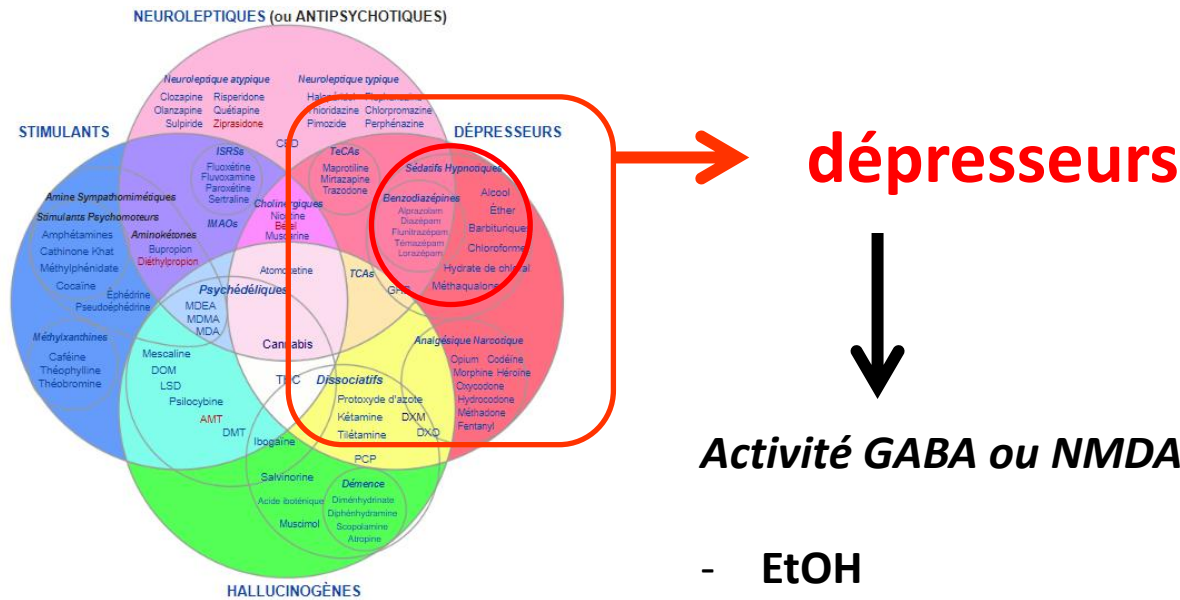 NEUROLEPTIQUES (ou ANTIPSYCHOTIQUES)
Neuroleptique atypique
Clozapine Risperidone
Olanzapine Quétiapine
Sulpiride Ziprasidone
Neuroleptique typique
Thioridazine Chlorpromazine
Pimozide Perphénazine
STIMULANTS
DÉPRESSEURS
ISRSs
Fluoxétine
Fluvoxamine
Paroxétine
Sertraline
IMAOs
TeCAs
Maprotiline
Mirtazapine
Trazodone
Sédatifs Hypnotiques
Benzodiazépines
Alprazolam
Diazépam
Flunitrazépam
Témazépam
Lorazépam
Alcool
Éther
Barbituriques
Chloroforme
Hydrate de chloral
Méthaqualone
Amine Sympathomimétiques
Stimulants Psychomoteurs
Amphétamines
Cathinone Khat
Méthylphénidate
Cocaïne
Éphédrine
Pseudoéphédrine
Aminokétones
Bupropion
Diéthylpropion
Cholinergiques
Nicotine
Bétel
Muscarine
Atomoxetine
TCAs
Psychédéliques
MDEA
MDMA
MDA
Cannabis
Méthylxanthines
Caféine
Théophylline
Théobromine
Mescaline
DOM
LSD
Psilocybine
AMT
DMT
Ibogaïne
Dissociatifs
Protoxyde d'azote
Kétamine DXM
Tilétamine DXO
PCP
Analgésique Narcotique
Opium Codéine
Morphine Héroïne
Oxycodone
Hydrocodone
Méthadone
Fentanyl
Salvinorine
Acide iboténique
Muscimol
Démence
Diménhydrinate
Diphénhydramine
Scopolamine
Atropine
HALLUCINOGÈNES
dépresseurs
Activité GABA ou NMDA
- EtOH